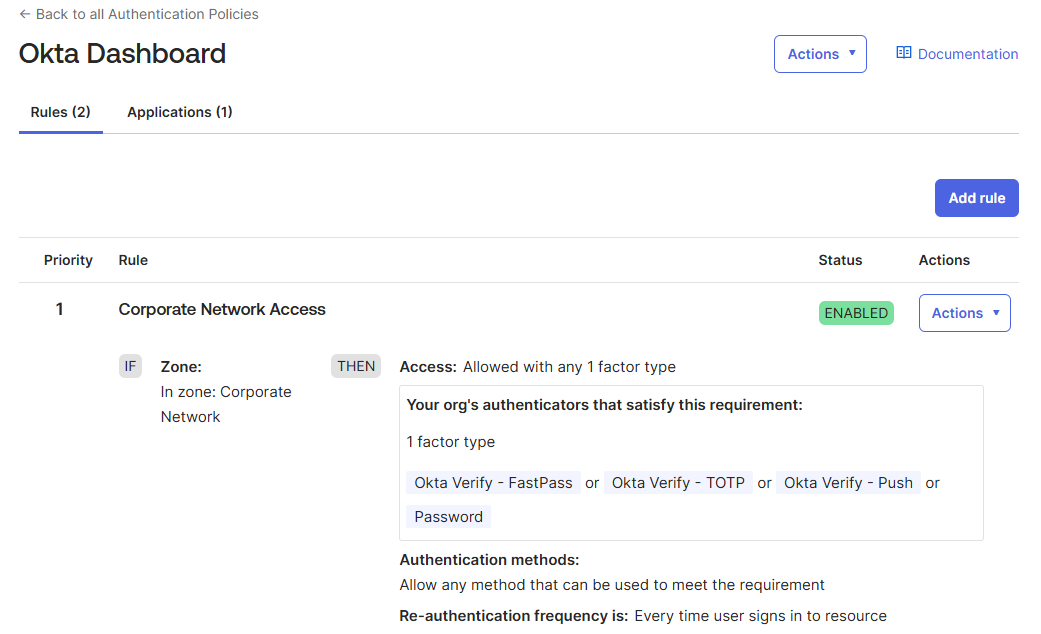 ← Back to all Authentication Policies
Okta Dashboard
Actions ▾
Documentation
Rules (2) Applications (1)
Add rule
Priority Rule Status Actions
1 Corporate Network Access ENABLED Actions ▾
IF Zone: THEN Access: Allowed with any 1 factor type
In zone: Corporate
Network
Your org's authenticators that satisfy this requirement:
1 factor type
Okta Verify - FastPass or Okta Verify - TOTP or Okta Verify - Push or
Password
Authentication methods:
Allow any method that can be used to meet the requirement
Re-authentication frequency is: Every time user signs in to resource